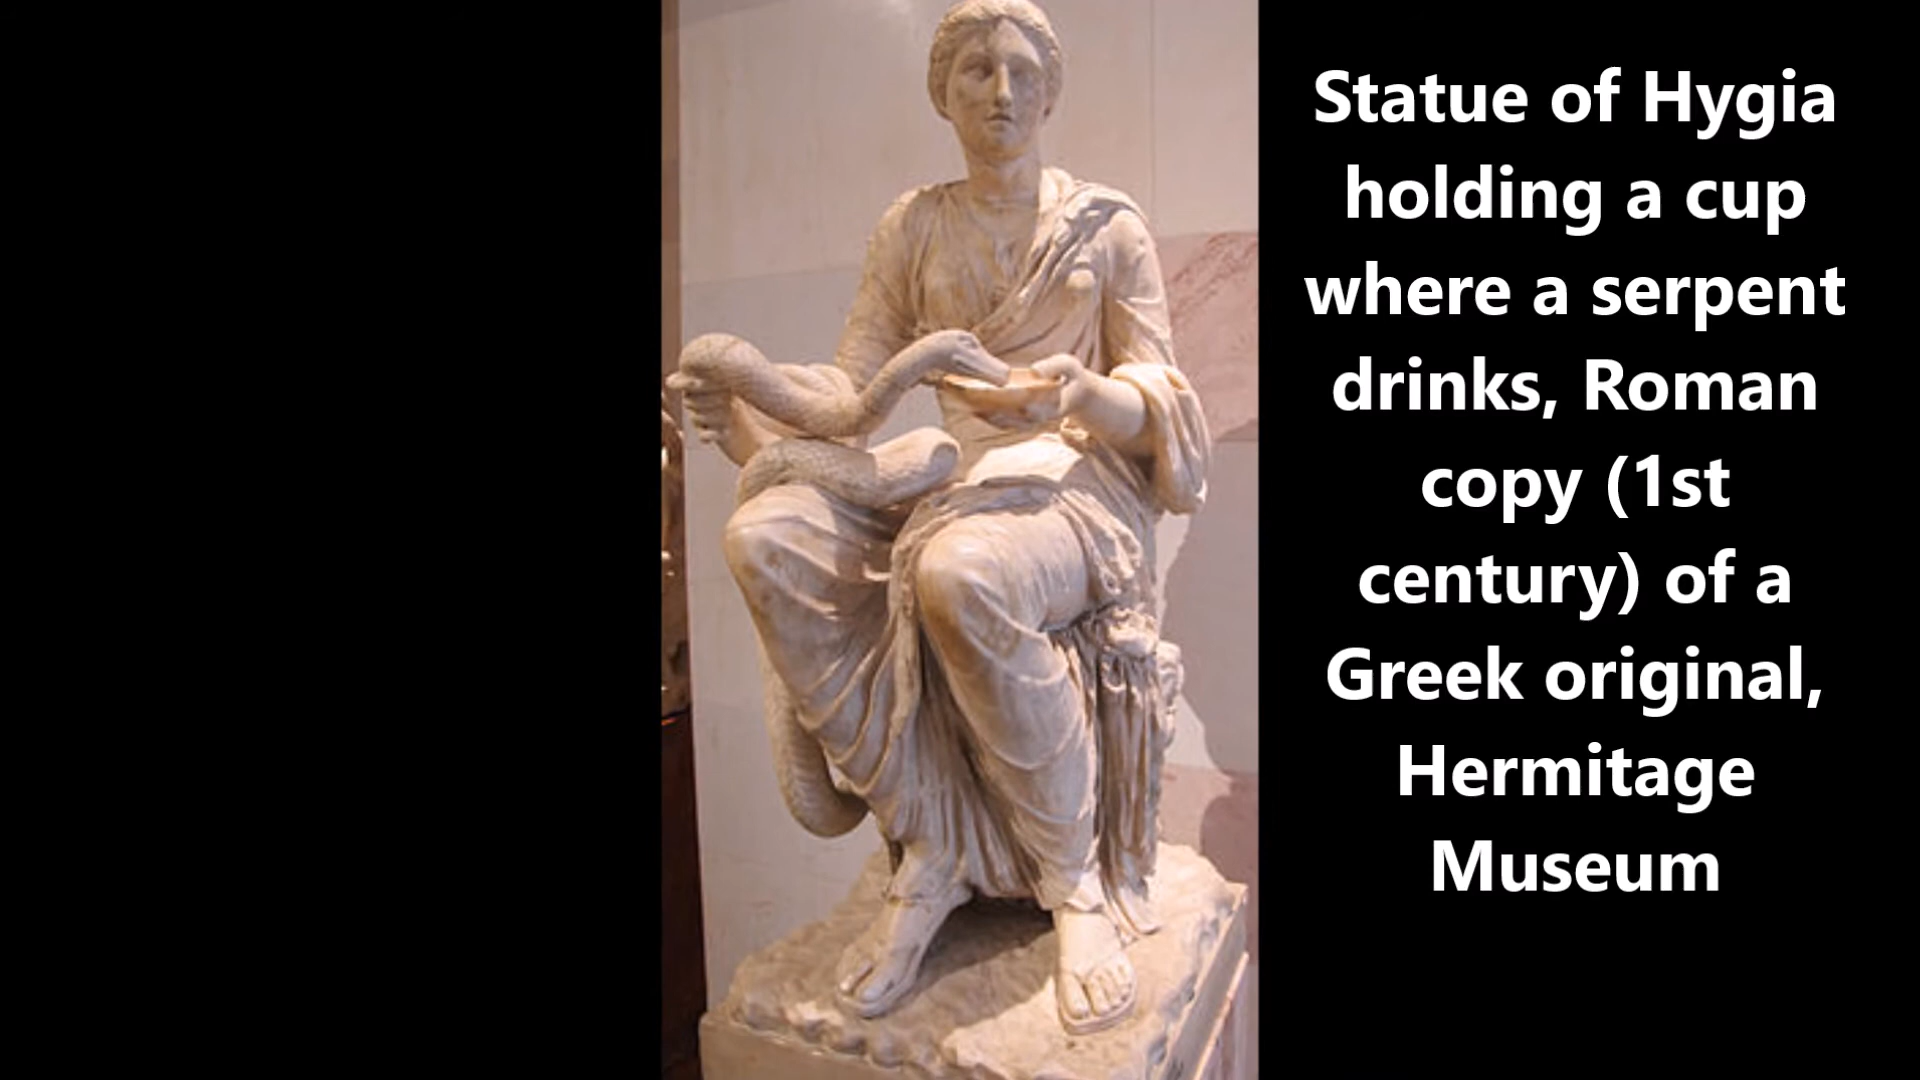 Statue of Hygia
holding a cup
where a serpent
drinks, Roman
copy (1st
century) of a
Greek original,
Hermitage
Museum